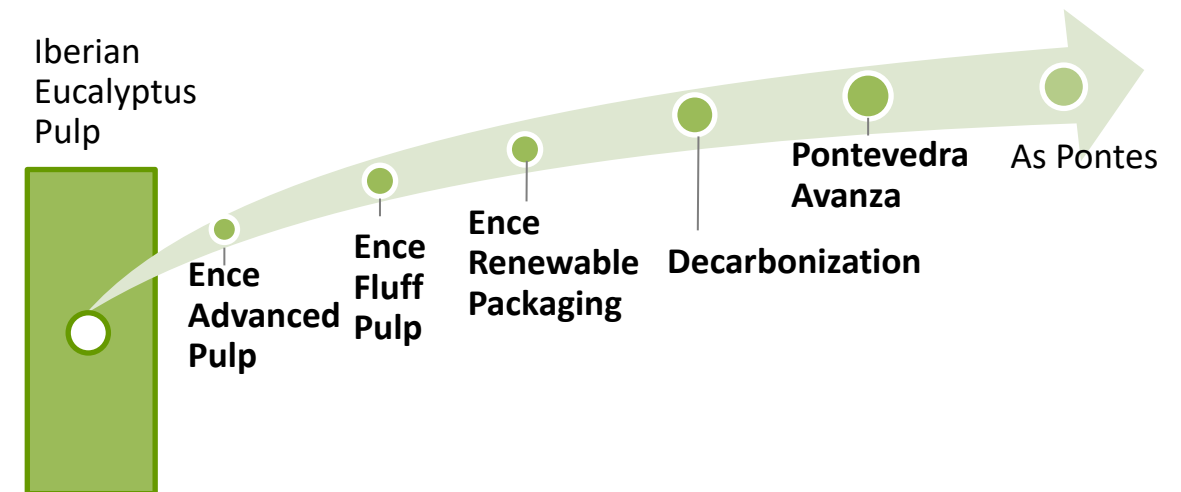 Iberian
Eucalyptus
Pulp
Ence
Advanced
Pulp
Ence
Fluff
Pulp
Ence
Renewable
Packaging
Decarbonization
Pontevedra
Avanza
As Pontes